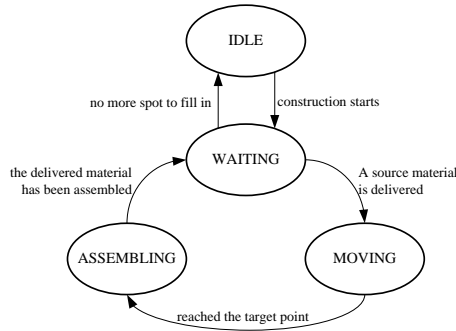 IDLE
no more spot to fill in
construction starts
WAITING
the delivered material
has been assembled
A source material
is delivered
ASSEMBLING
MOVING
reached the target point